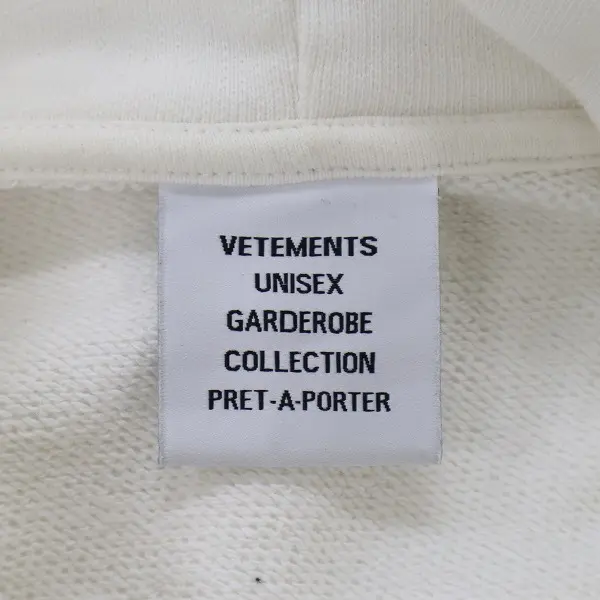 VETEMENTS
UNISEX
GARDEROBE
COLLECTION
PRET-A-PORTER